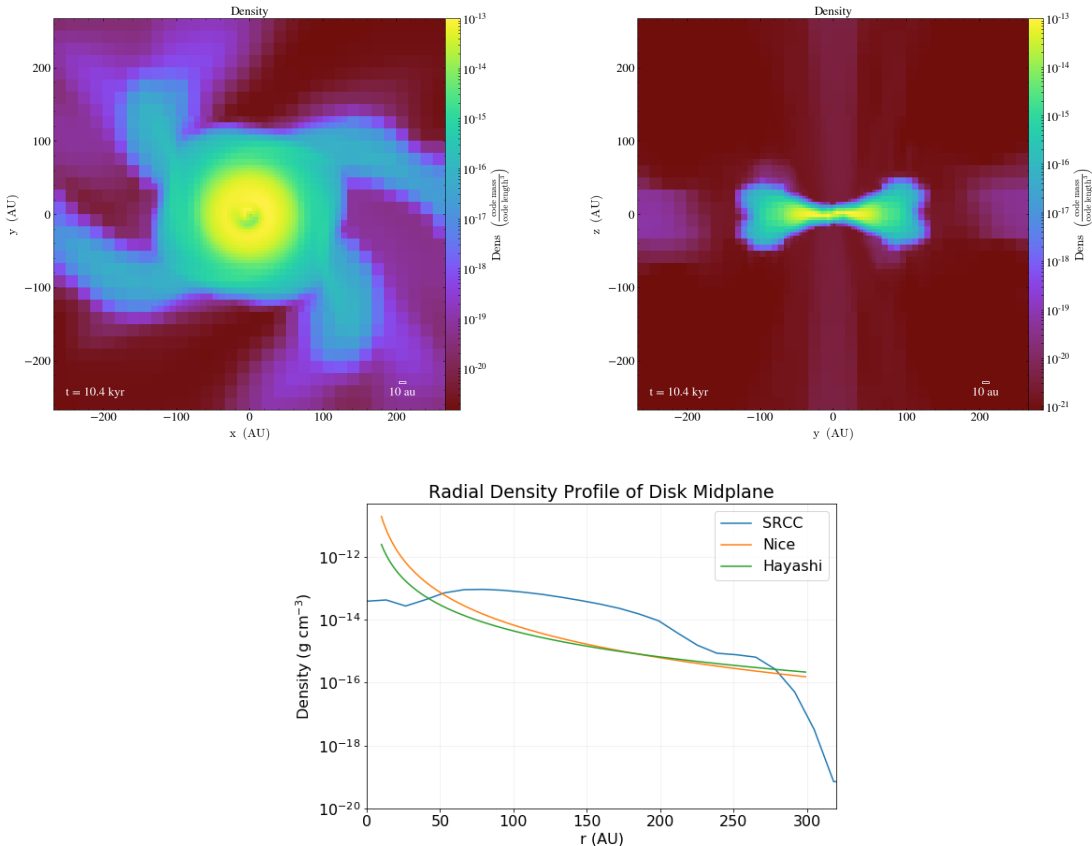 Density
200
100
0
−100
−200
y (AU)
−200
−100
0
100
200
x (AU)
t = 10.4 kyr
10 au
10⁻¹³
10⁻¹⁴
10⁻¹⁵
10⁻¹⁶
10⁻¹⁷
10⁻¹⁸
10⁻¹⁹
10⁻²⁰
Dens (code mass / code length³)
Density
200
100
0
−100
−200
z (AU)
−200
−100
0
100
200
y (AU)
t = 10.4 kyr
10 au
10⁻¹³
10⁻¹⁴
10⁻¹⁵
10⁻¹⁶
10⁻¹⁷
10⁻¹⁸
10⁻¹⁹
10⁻²⁰
10⁻²¹
Dens (code mass / code length³)
Radial Density Profile of Disk Midplane
SRCC
Nice
Hayashi
10⁻¹²
10⁻¹⁴
10⁻¹⁶
10⁻¹⁸
10⁻²⁰
Density (g cm⁻³)
0
50
100
150
200
250
300
r (AU)